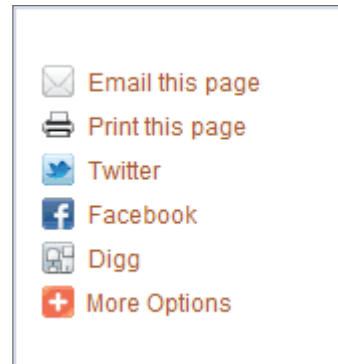 Email this page
Print this page
Twitter
Facebook
Digg
More Options